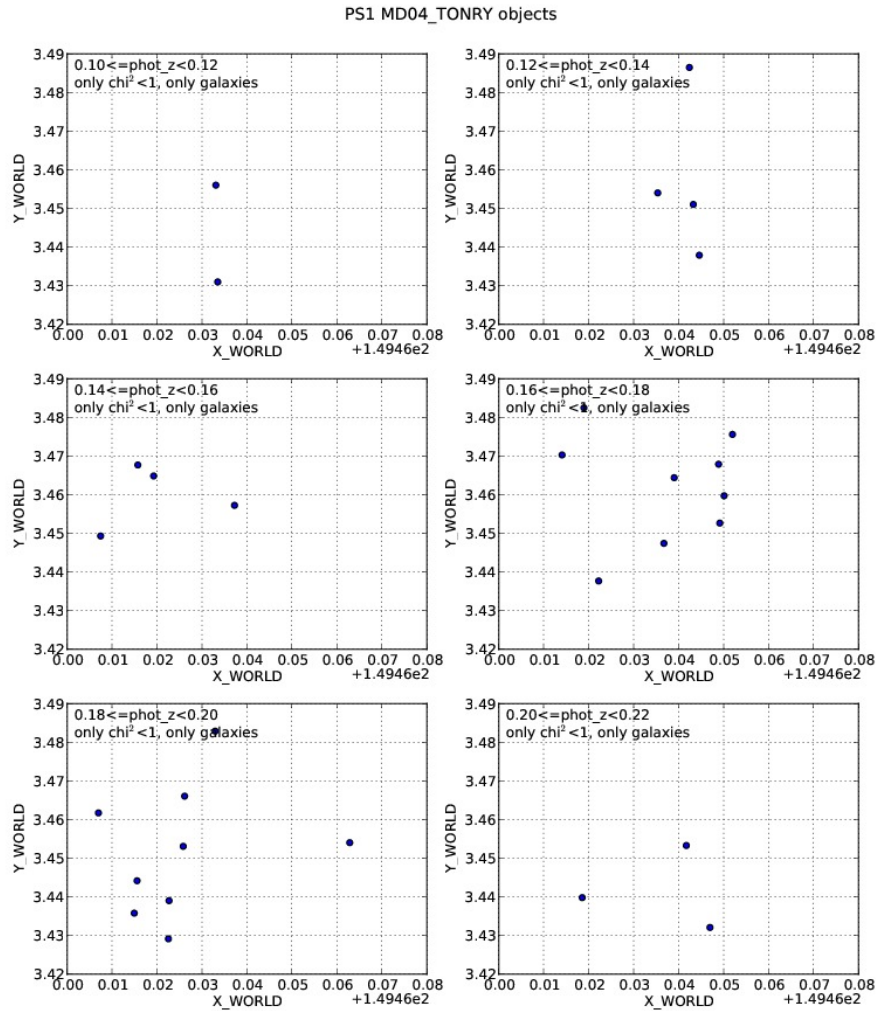 PS1 MD04_TONRY objects
0.10<=phot_z<0.12
only chi²<1, only galaxies
3.49
3.48
3.47
3.46
3.45
3.44
3.43
3.42
Y_WORLD
0.00 0.01 0.02 0.03 0.04 0.05 0.06 0.07 0.08
X_WORLD
+1.4946e2
0.12<=phot_z<0.14
only chi²<1, only galaxies
3.49
3.48
3.47
3.46
3.45
3.44
3.43
3.42
Y_WORLD
0.00 0.01 0.02 0.03 0.04 0.05 0.06 0.07 0.08
X_WORLD
+1.4946e2
0.14<=phot_z<0.16
only chi²<1, only galaxies
3.49
3.48
3.47
3.46
3.45
3.44
3.43
3.42
Y_WORLD
0.00 0.01 0.02 0.03 0.04 0.05 0.06 0.07 0.08
X_WORLD
+1.4946e2
0.16<=phot_z<0.18
only chi²<1, only galaxies
3.49
3.48
3.47
3.46
3.45
3.44
3.43
3.42
Y_WORLD
0.00 0.01 0.02 0.03 0.04 0.05 0.06 0.07 0.08
X_WORLD
+1.4946e2
0.18<=phot_z<0.20
only chi²<1, only galaxies
3.49
3.48
3.47
3.46
3.45
3.44
3.43
3.42
Y_WORLD
0.00 0.01 0.02 0.03 0.04 0.05 0.06 0.07 0.08
X_WORLD
+1.4946e2
0.20<=phot_z<0.22
only chi²<1, only galaxies
3.49
3.48
3.47
3.46
3.45
3.44
3.43
3.42
Y_WORLD
0.00 0.01 0.02 0.03 0.04 0.05 0.06 0.07 0.08
X_WORLD
+1.4946e2